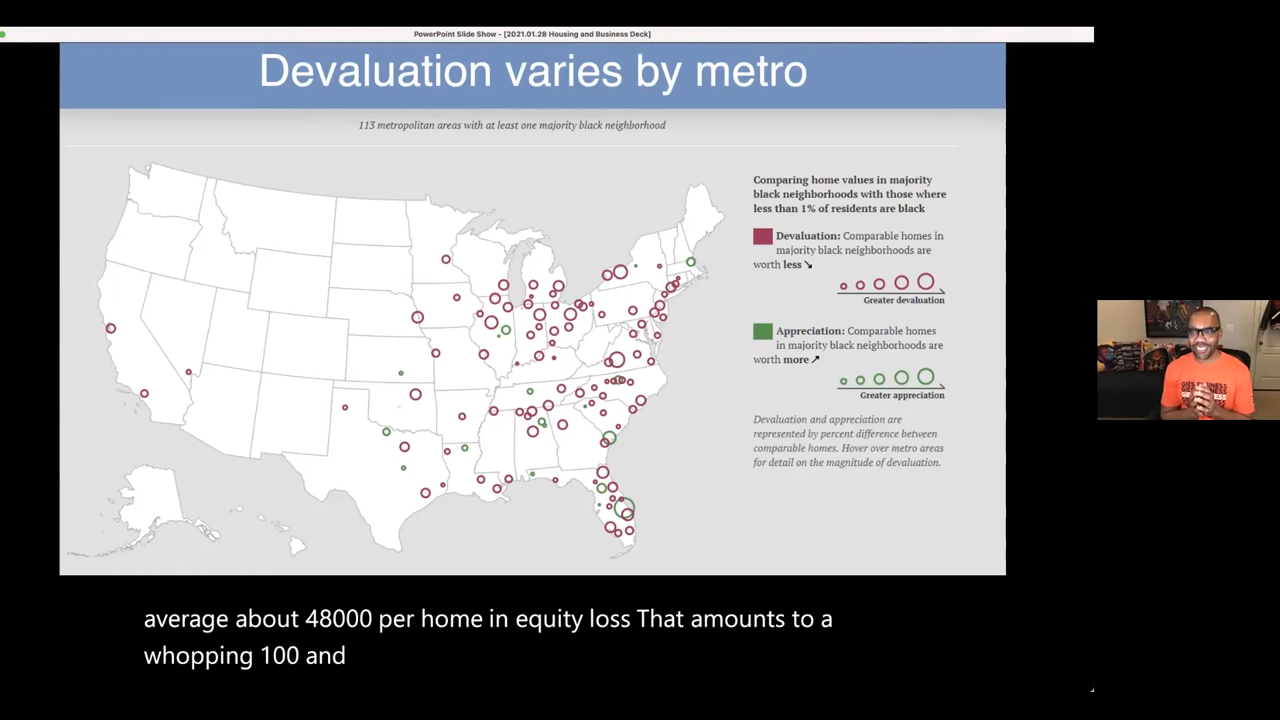 PowerPoint Slide Show - [2021.01.28 Housing and Business Deck]
Devaluation varies by metro
113 metropolitan areas with at least one majority black neighborhood
Comparing home values in majority
black neighborhoods with those where
less than 1% of residents are black
Devaluation: Comparable homes in
majority black neighborhoods are
worth less ↘
Greater devaluation
Appreciation: Comparable homes
in majority black neighborhoods are
worth more ↗
Greater appreciation
Devaluation and appreciation are
represented by percent difference between
comparable homes. Hover over metro areas
for detail on the magnitude of devaluation.
average about 48000 per home in equity loss That amounts to a
whopping 100 and